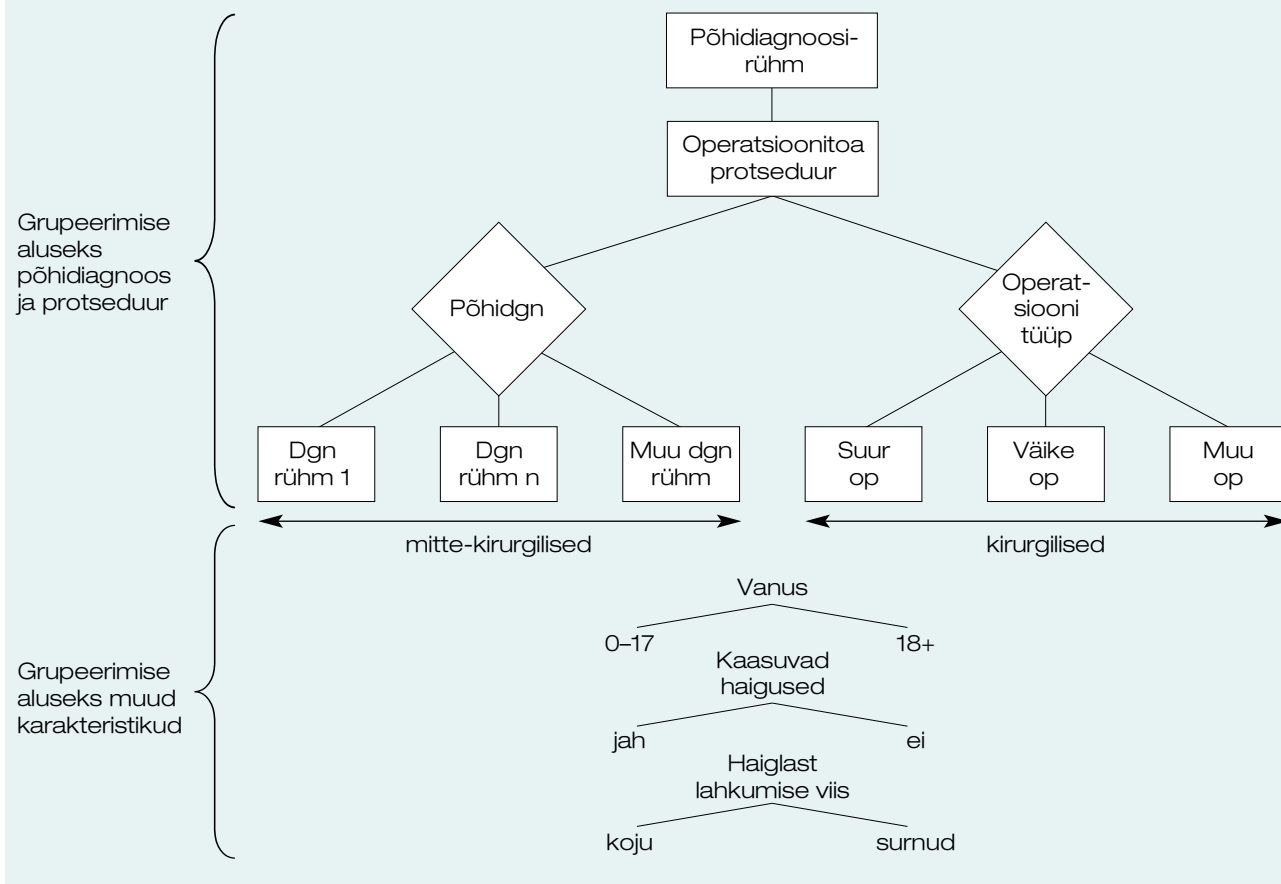 Põhidiagnoosi-
rühm
Operatsioonitoa
protseduur
Grupeerimise
aluseks
põhidiagnoos
ja protseduur
Põhidgn
Operat-
siooni
tüüp
Dgn
rühm 1
Dgn
rühm n
Muu dgn
rühm
Suur
op
Väike
op
Muu
op
mitte-kirurgilised
kirurgilised
Grupeerimise
aluseks muud
karakteristikud
Vanus
0–17
18+
Kaasuvad
haigused
jah
ei
Haiglast
lahkumise viis
koju
surnud